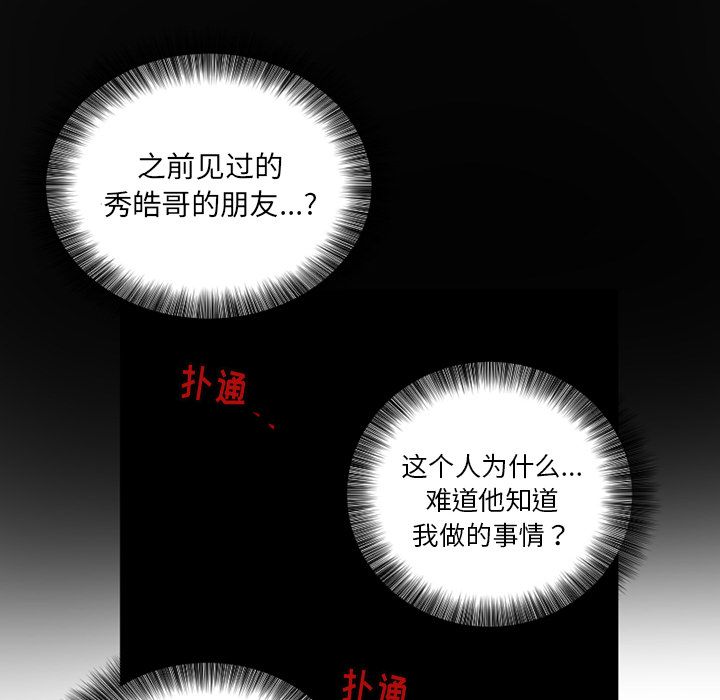 之前见过的
秀皓哥的朋友...?
扑通
这个人为什么...
难道他知道
我做的事情？
扑通